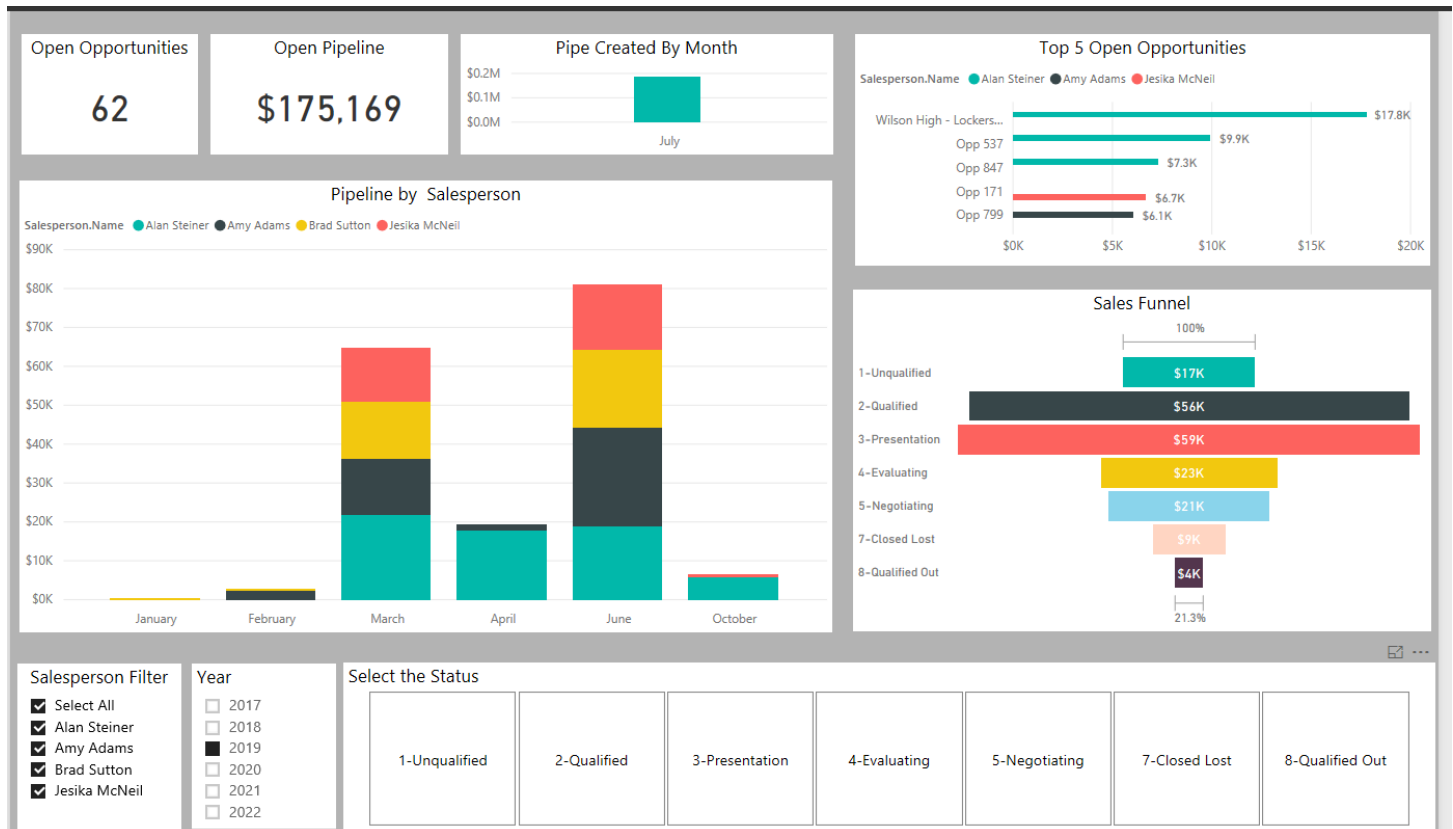 Open Opportunities
62
Open Pipeline
$175,169
Pipe Created By Month
$0.2M
$0.1M
$0.0M
July
Top 5 Open Opportunities
Salesperson.Name Alan Steiner Amy Adams Jesika McNeil
Wilson High - Lockers... $17.8K
Opp 537 $9.9K
Opp 847 $7.3K
Opp 171 $6.7K
Opp 799 $6.1K
$0K $5K $10K $15K $20K
Pipeline by Salesperson
Salesperson.Name Alan Steiner Amy Adams Brad Sutton Jesika McNeil
$90K
$80K
$70K
$60K
$50K
$40K
$30K
$20K
$10K
$0K
January February March April June October
Sales Funnel
100%
1-Unqualified $17K
2-Qualified $56K
3-Presentation $59K
4-Evaluating $23K
5-Negotiating $21K
7-Closed Lost $9K
8-Qualified Out $4K
21.3%
Salesperson Filter
Select All
Alan Steiner
Amy Adams
Brad Sutton
Jesika McNeil
Year
2017
2018
2019
2020
2021
2022
Select the Status
1-Unqualified 2-Qualified 3-Presentation 4-Evaluating 5-Negotiating 7-Closed Lost 8-Qualified Out